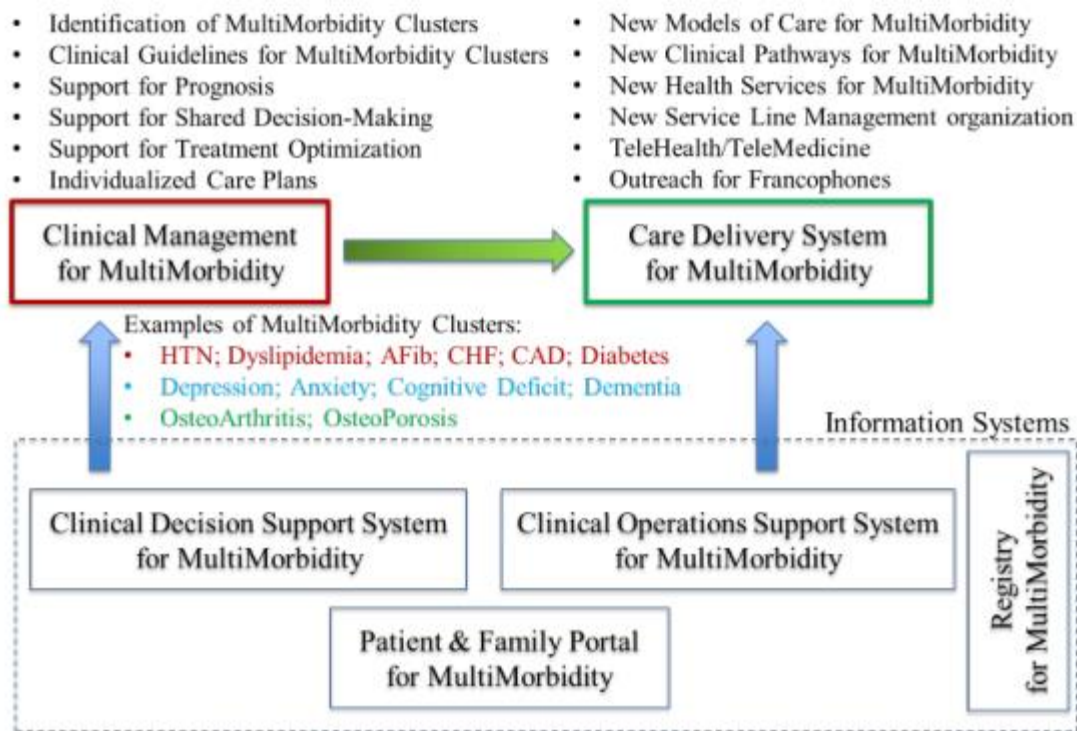 • Identification of MultiMorbidity Clusters
• Clinical Guidelines for MultiMorbidity Clusters
• Support for Prognosis
• Support for Shared Decision-Making
• Support for Treatment Optimization
• Individualized Care Plans
• New Models of Care for MultiMorbidity
• New Clinical Pathways for MultiMorbidity
• New Health Services for MultiMorbidity
• New Service Line Management organization
• TeleHealth/TeleMedicine
• Outreach for Francophones
Clinical Management
for MultiMorbidity
Care Delivery System
for MultiMorbidity
Examples of MultiMorbidity Clusters:
• HTN; Dyslipidemia; AFib; CHF; CAD; Diabetes
• Depression; Anxiety; Cognitive Deficit; Dementia
• OsteoArthritis; OsteoPorosis
Information Systems
Clinical Decision Support System
for MultiMorbidity
Clinical Operations Support System
for MultiMorbidity
Registry
for MultiMorbidity
Patient & Family Portal
for MultiMorbidity